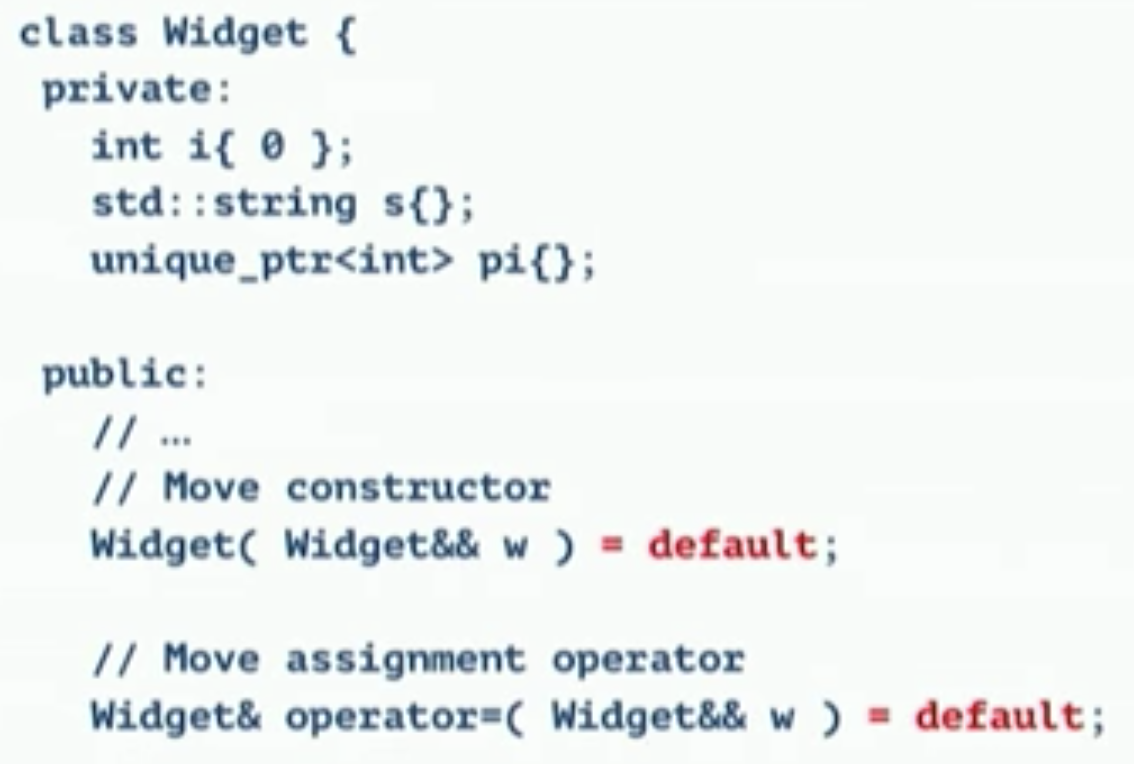 class Widget {
private:
int i{ 0 };
std::string s{};
unique_ptr<int> pi{};
public:
// …
// Move constructor
Widget( Widget&& w ) = default;
// Move assignment operator
Widget& operator=( Widget&& w ) = default;